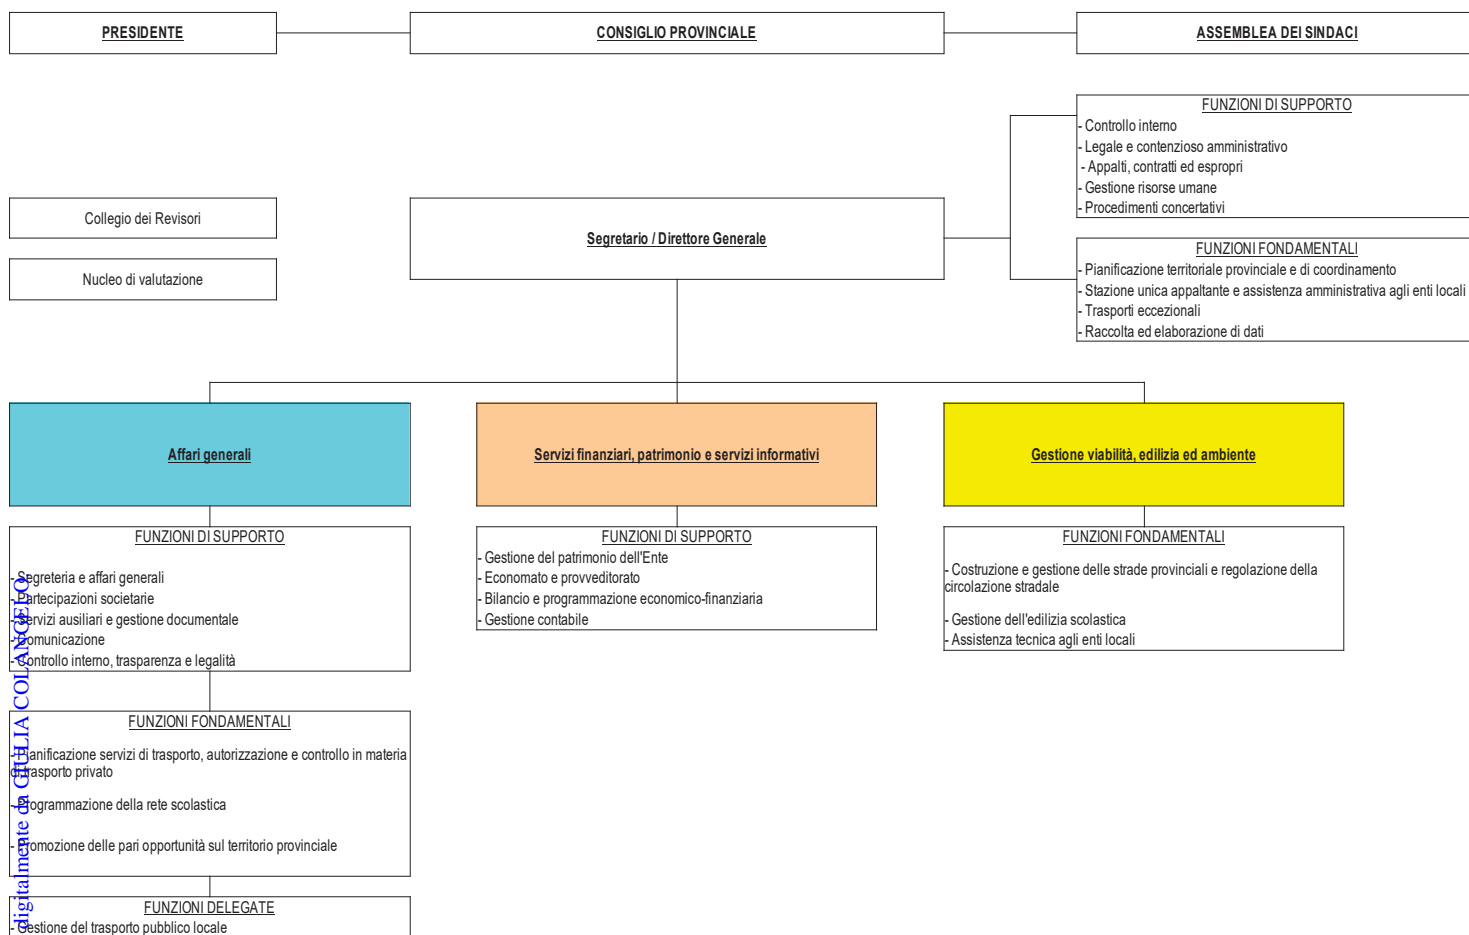 PRESIDENTE
CONSIGLIO PROVINCIALE
ASSEMBLEA DEI SINDACI
FUNZIONI DI SUPPORTO
- Controllo interno
- Legale e contenzioso amministrativo
- Appalti, contratti ed espropri
- Gestione risorse umane
- Procedimenti concertativi
Collegio dei Revisori
Segretario / Direttore Generale
Nucleo di valutazione
FUNZIONI FONDAMENTALI
- Pianificazione territoriale provinciale e di coordinamento
- Stazione unica appaltante e assistenza amministrativa agli enti locali
- Trasporti eccezionali
- Raccolta ed elaborazione di dati
Affari generali
Servizi finanziari, patrimonio e servizi informativi
Gestione viabilità, edilizia ed ambiente
FUNZIONI DI SUPPORTO
- Segreteria e affari generali
- Partecipazioni societarie
- Servizi ausiliari e gestione documentale
- Comunicazione
- Controllo interno, trasparenza e legalità
FUNZIONI DI SUPPORTO
- Gestione del patrimonio dell'Ente
- Economato e provveditorato
- Bilancio e programmazione economico-finanziaria
- Gestione contabile
FUNZIONI FONDAMENTALI
- Costruzione e gestione delle strade provinciali e regolazione della
circolazione stradale
- Gestione dell'edilizia scolastica
- Assistenza tecnica agli enti locali
FUNZIONI FONDAMENTALI
- Pianificazione servizi di trasporto, autorizzazione e controllo in materia
di trasporto privato
- Programmazione della rete scolastica
- Promozione delle pari opportunità sul territorio provinciale
FUNZIONI DELEGATE
- Gestione del trasporto pubblico locale
digitalmente da GIULIA COLANGELO